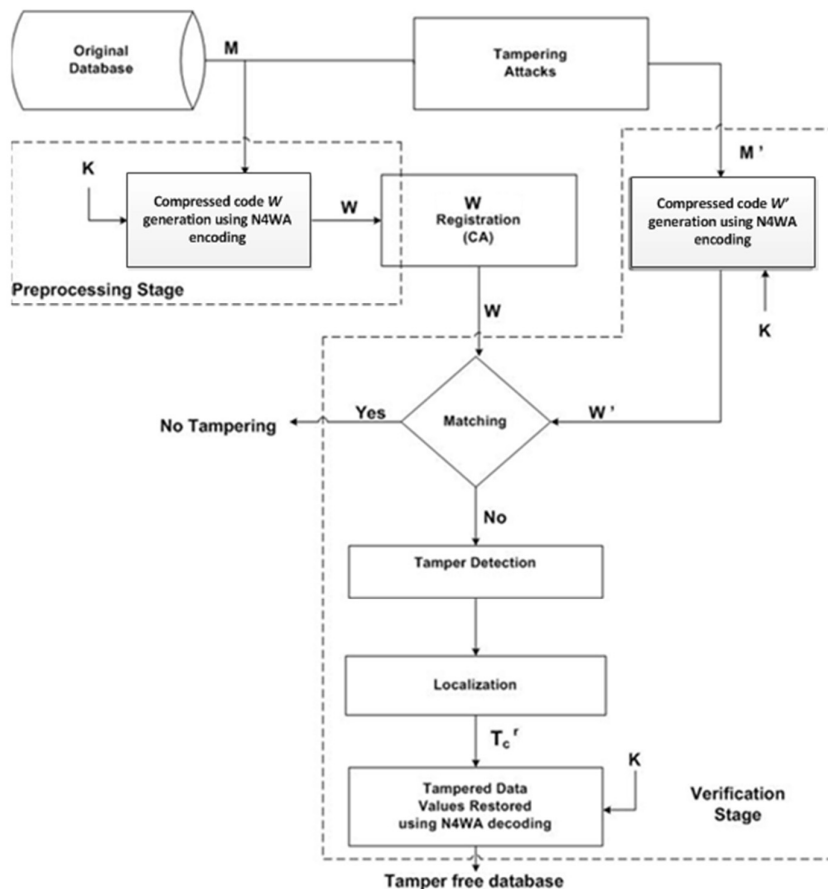 Original
Database
M
Tampering
Attacks
M '
K
Compressed code W
generation using N4WA
encoding
W
W
Registration
(CA)
Compressed code W'
generation using N4WA
encoding
Preprocessing Stage
W
K
No Tampering
Yes
Matching
W '
No
Tamper Detection
Localization
Tc r
K
Tampered Data
Values Restored
using N4WA decoding
Verification
Stage
Tamper free database